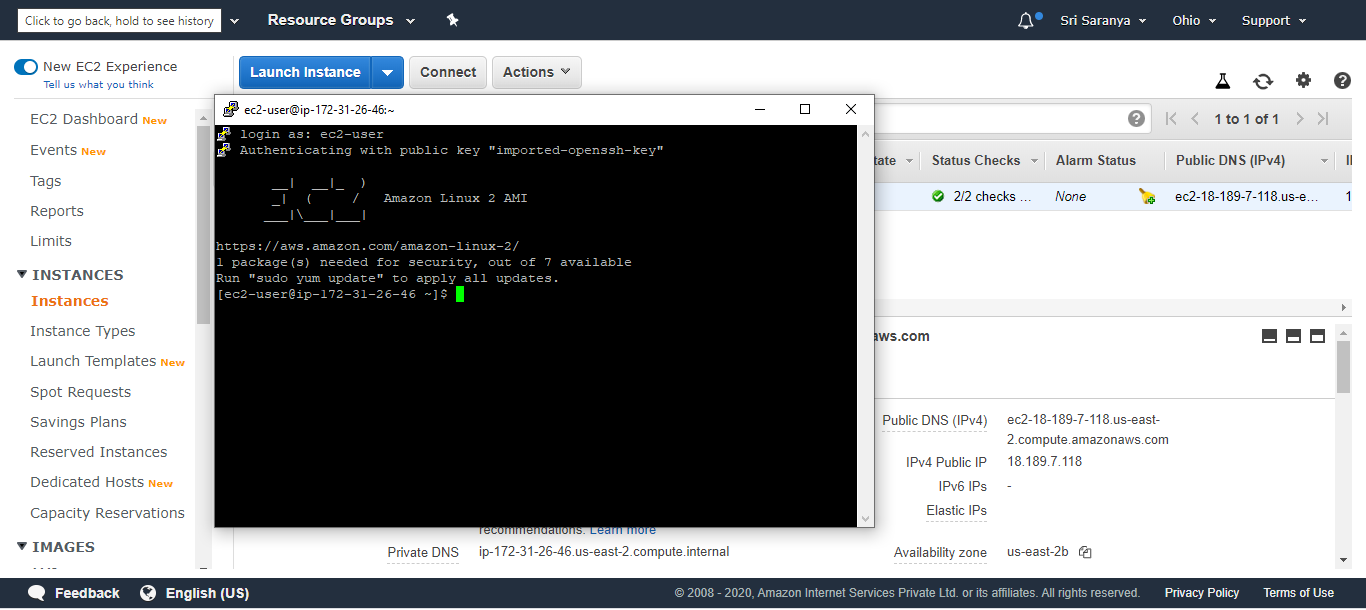 Click to go back, hold to see history
Resource Groups
Sri Saranya
Ohio
Support
New EC2 Experience
Tell us what you think
Launch Instance
Connect
Actions
EC2 Dashboard New
Events New
Tags
Reports
Limits
INSTANCES
Instances
Instance Types
Launch Templates New
Spot Requests
Savings Plans
Reserved Instances
Dedicated Hosts New
Capacity Reservations
IMAGES
ec2-user@ip-172-31-26-46:~
login as: ec2-user
Authenticating with public key "imported-openssh-key"
__|  __|_  )
_|  (     /   Amazon Linux 2 AMI
___|\___|___|
https://aws.amazon.com/amazon-linux-2/
1 package(s) needed for security, out of 7 available
Run "sudo yum update" to apply all updates.
[ec2-user@ip-172-31-26-46 ~]$
1 to 1 of 1
tate
Status Checks
Alarm Status
Public DNS (IPv4)
2/2 checks ...
None
ec2-18-189-7-118.us-e...
1
aws.com
Public DNS (IPv4)
ec2-18-189-7-118.us-east-
2.compute.amazonaws.com
IPv4 Public IP
18.189.7.118
IPv6 IPs
-
Elastic IPs
recommendations. Learn more
Private DNS
ip-172-31-26-46.us-east-2.compute.internal
Availability zone
us-east-2b
Feedback
English (US)
© 2008 - 2020, Amazon Internet Services Private Ltd. or its affiliates. All rights reserved.
Privacy Policy
Terms of Use